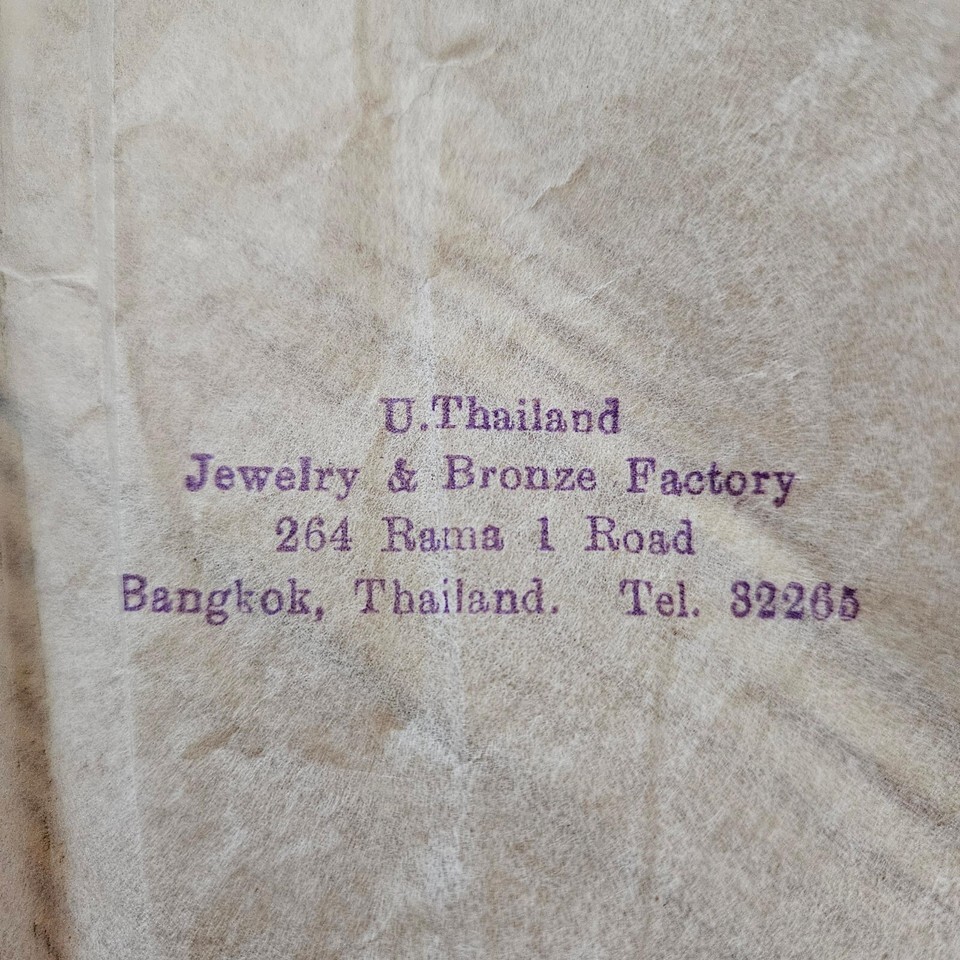 U.Thailand
Jewelry & Bronze Factory
264 Rama 1 Road
Bangkok, Thailand. Tel. 32265